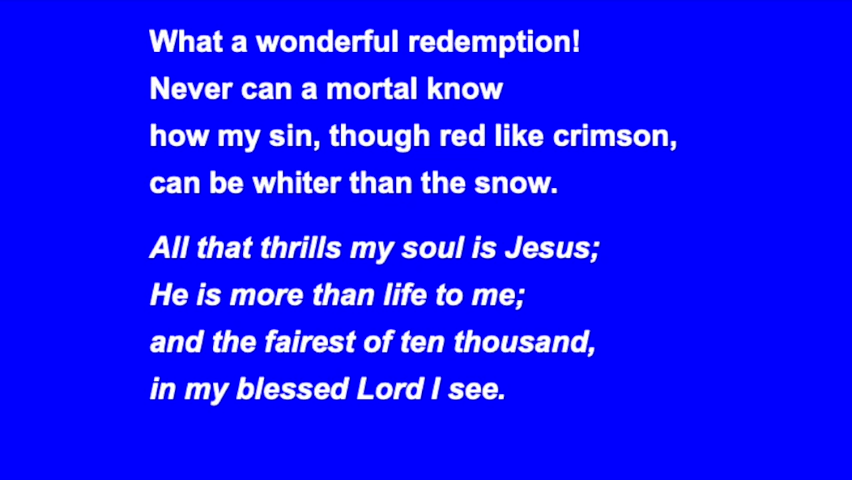 What a wonderful redemption!
Never can a mortal know
how my sin, though red like crimson,
can be whiter than the snow.
All that thrills my soul is Jesus;
He is more than life to me;
and the fairest of ten thousand,
in my blessed Lord I see.